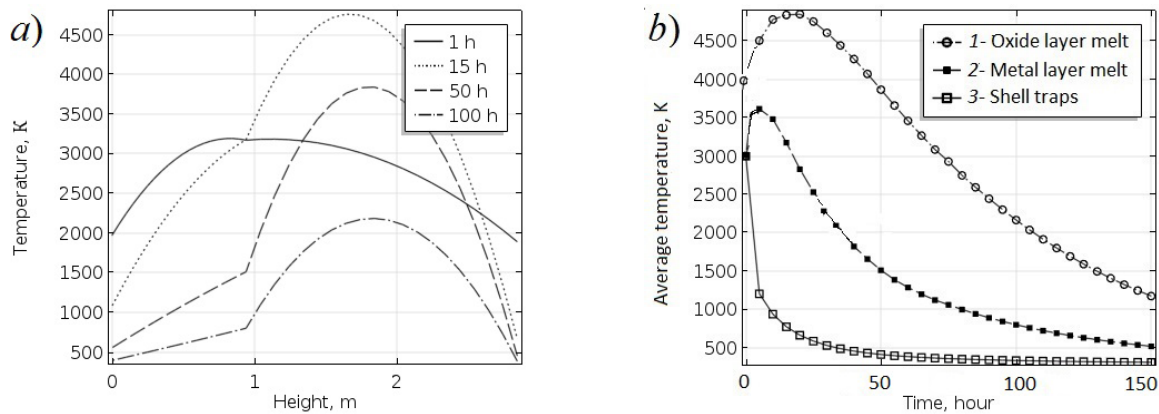 a)
Temperature, K
4500
4000
3500
3000
2500
2000
1500
1000
500
1 h
15 h
50 h
100 h
0
1
2
Height, m
b)
Average temperature, K
4500
4000
3500
3000
2500
2000
1500
1000
500
1- Oxide layer melt
2- Metal layer melt
3- Shell traps
0
50
100
150
Time, hour